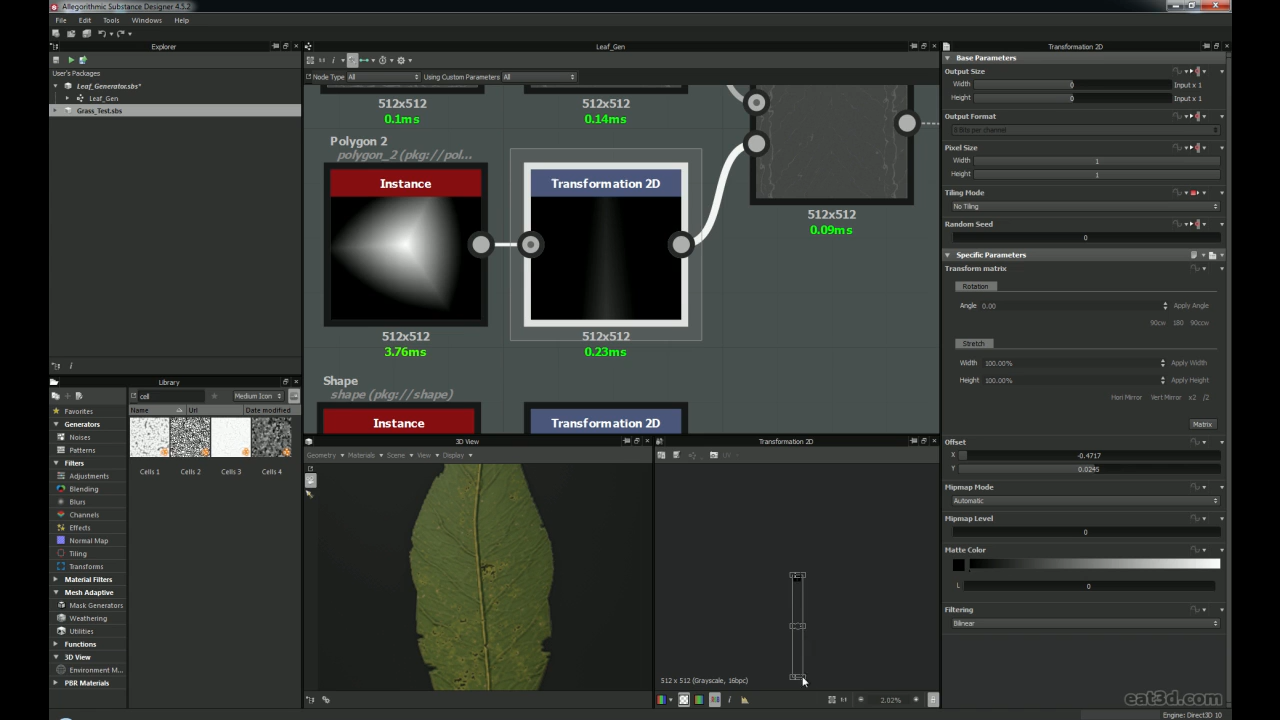 Allegorithmic Substance Designer 4.5.2
File Edit Tools Windows Help
Explorer
User's Packages
Leaf_Generator.sbs*
Leaf_Gen
Grass_Test.sbs
Library
cell
Medium Icon
Name Url Date modified
Favorites
Generators
Noises
Patterns
Filters
Adjustments
Blending
Blurs
Channels
Effects
Normal Map
Tiling
Transforms
Material Filters
Mesh Adaptive
Mask Generators
Weathering
Utilities
Functions
3D View
Environment M...
PBR Materials
Cells 1 Cells 2 Cells 3 Cells 4
Leaf_Gen
Node Type All Using Custom Parameters All
512x512
0.1ms
512x512
0.14ms
Polygon 2
polygon_2 (pkg://pol...
Instance
512x512
3.76ms
Transformation 2D
512x512
0.23ms
512x512
0.09ms
Shape
shape (pkg://shape)
Instance
Transformation 2D
3D View
Geometry Materials Scene View Display
Transformation 2D
UV
512 x 512 (Grayscale, 16bpc)
2.02%
Transformation 2D
Base Parameters
Output Size
Width 0 Input x 1
Height 0 Input x 1
Output Format
8 Bits per channel
Pixel Size
Width 1
Height 1
Tiling Mode
No Tiling
Random Seed
0
Specific Parameters
Transform matrix
Rotation
Angle 0.00 Apply Angle
90cw 180 90ccw
Stretch
Width 100.00% Apply Width
Height 100.00% Apply Height
Hori Mirror Vert Mirror x2 /2
Matrix
Offset
X -0.4717
Y 0.0245
Mipmap Mode
Automatic
Mipmap Level
0
Matte Color
L 0
Filtering
Bilinear
eat3d.com
Engine: Direct3D 10